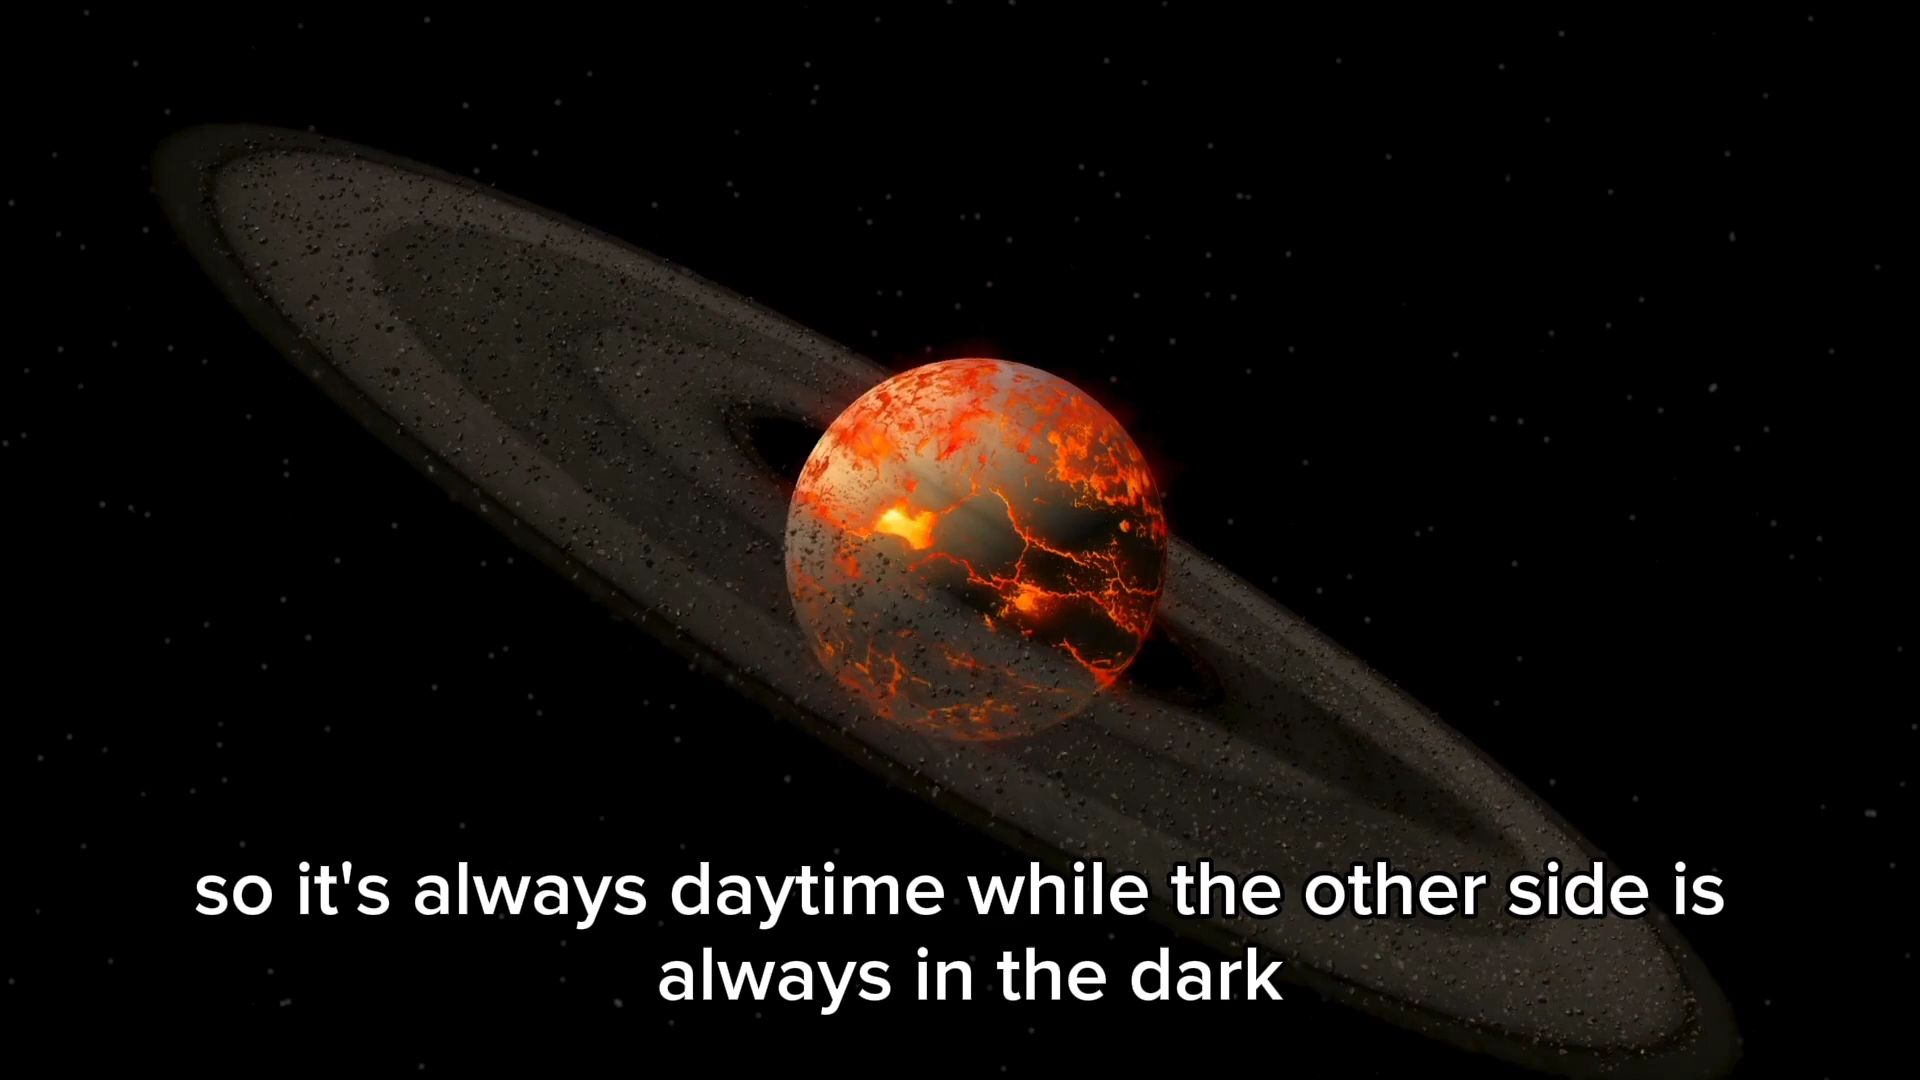 so it's always daytime while the other side is
always in the dark